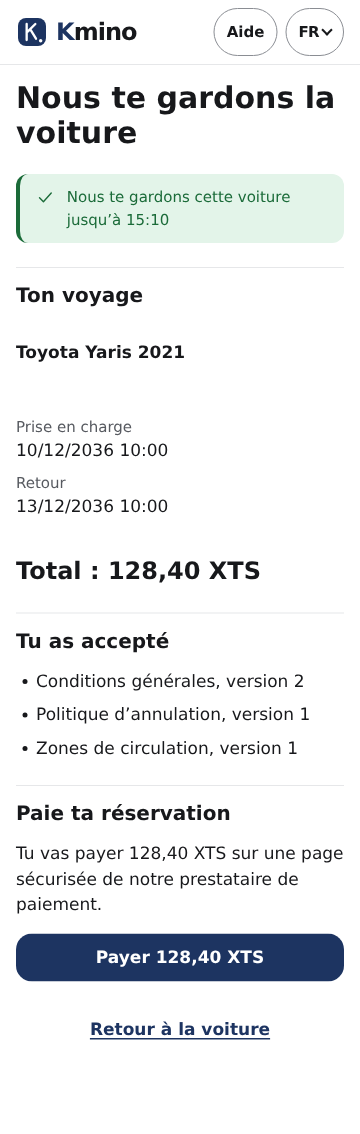 K. Kmino
Aide
FR
Nous te gardons la
voiture
Nous te gardons cette voiture
jusqu’à 15:10
Ton voyage
Toyota Yaris 2021
Prise en charge
10/12/2036 10:00
Retour
13/12/2036 10:00
Total : 128,40 XTS
Tu as accepté
• Conditions générales, version 2
• Politique d’annulation, version 1
• Zones de circulation, version 1
Paie ta réservation
Tu vas payer 128,40 XTS sur une page
sécurisée de notre prestataire de
paiement.
Payer 128,40 XTS
Retour à la voiture